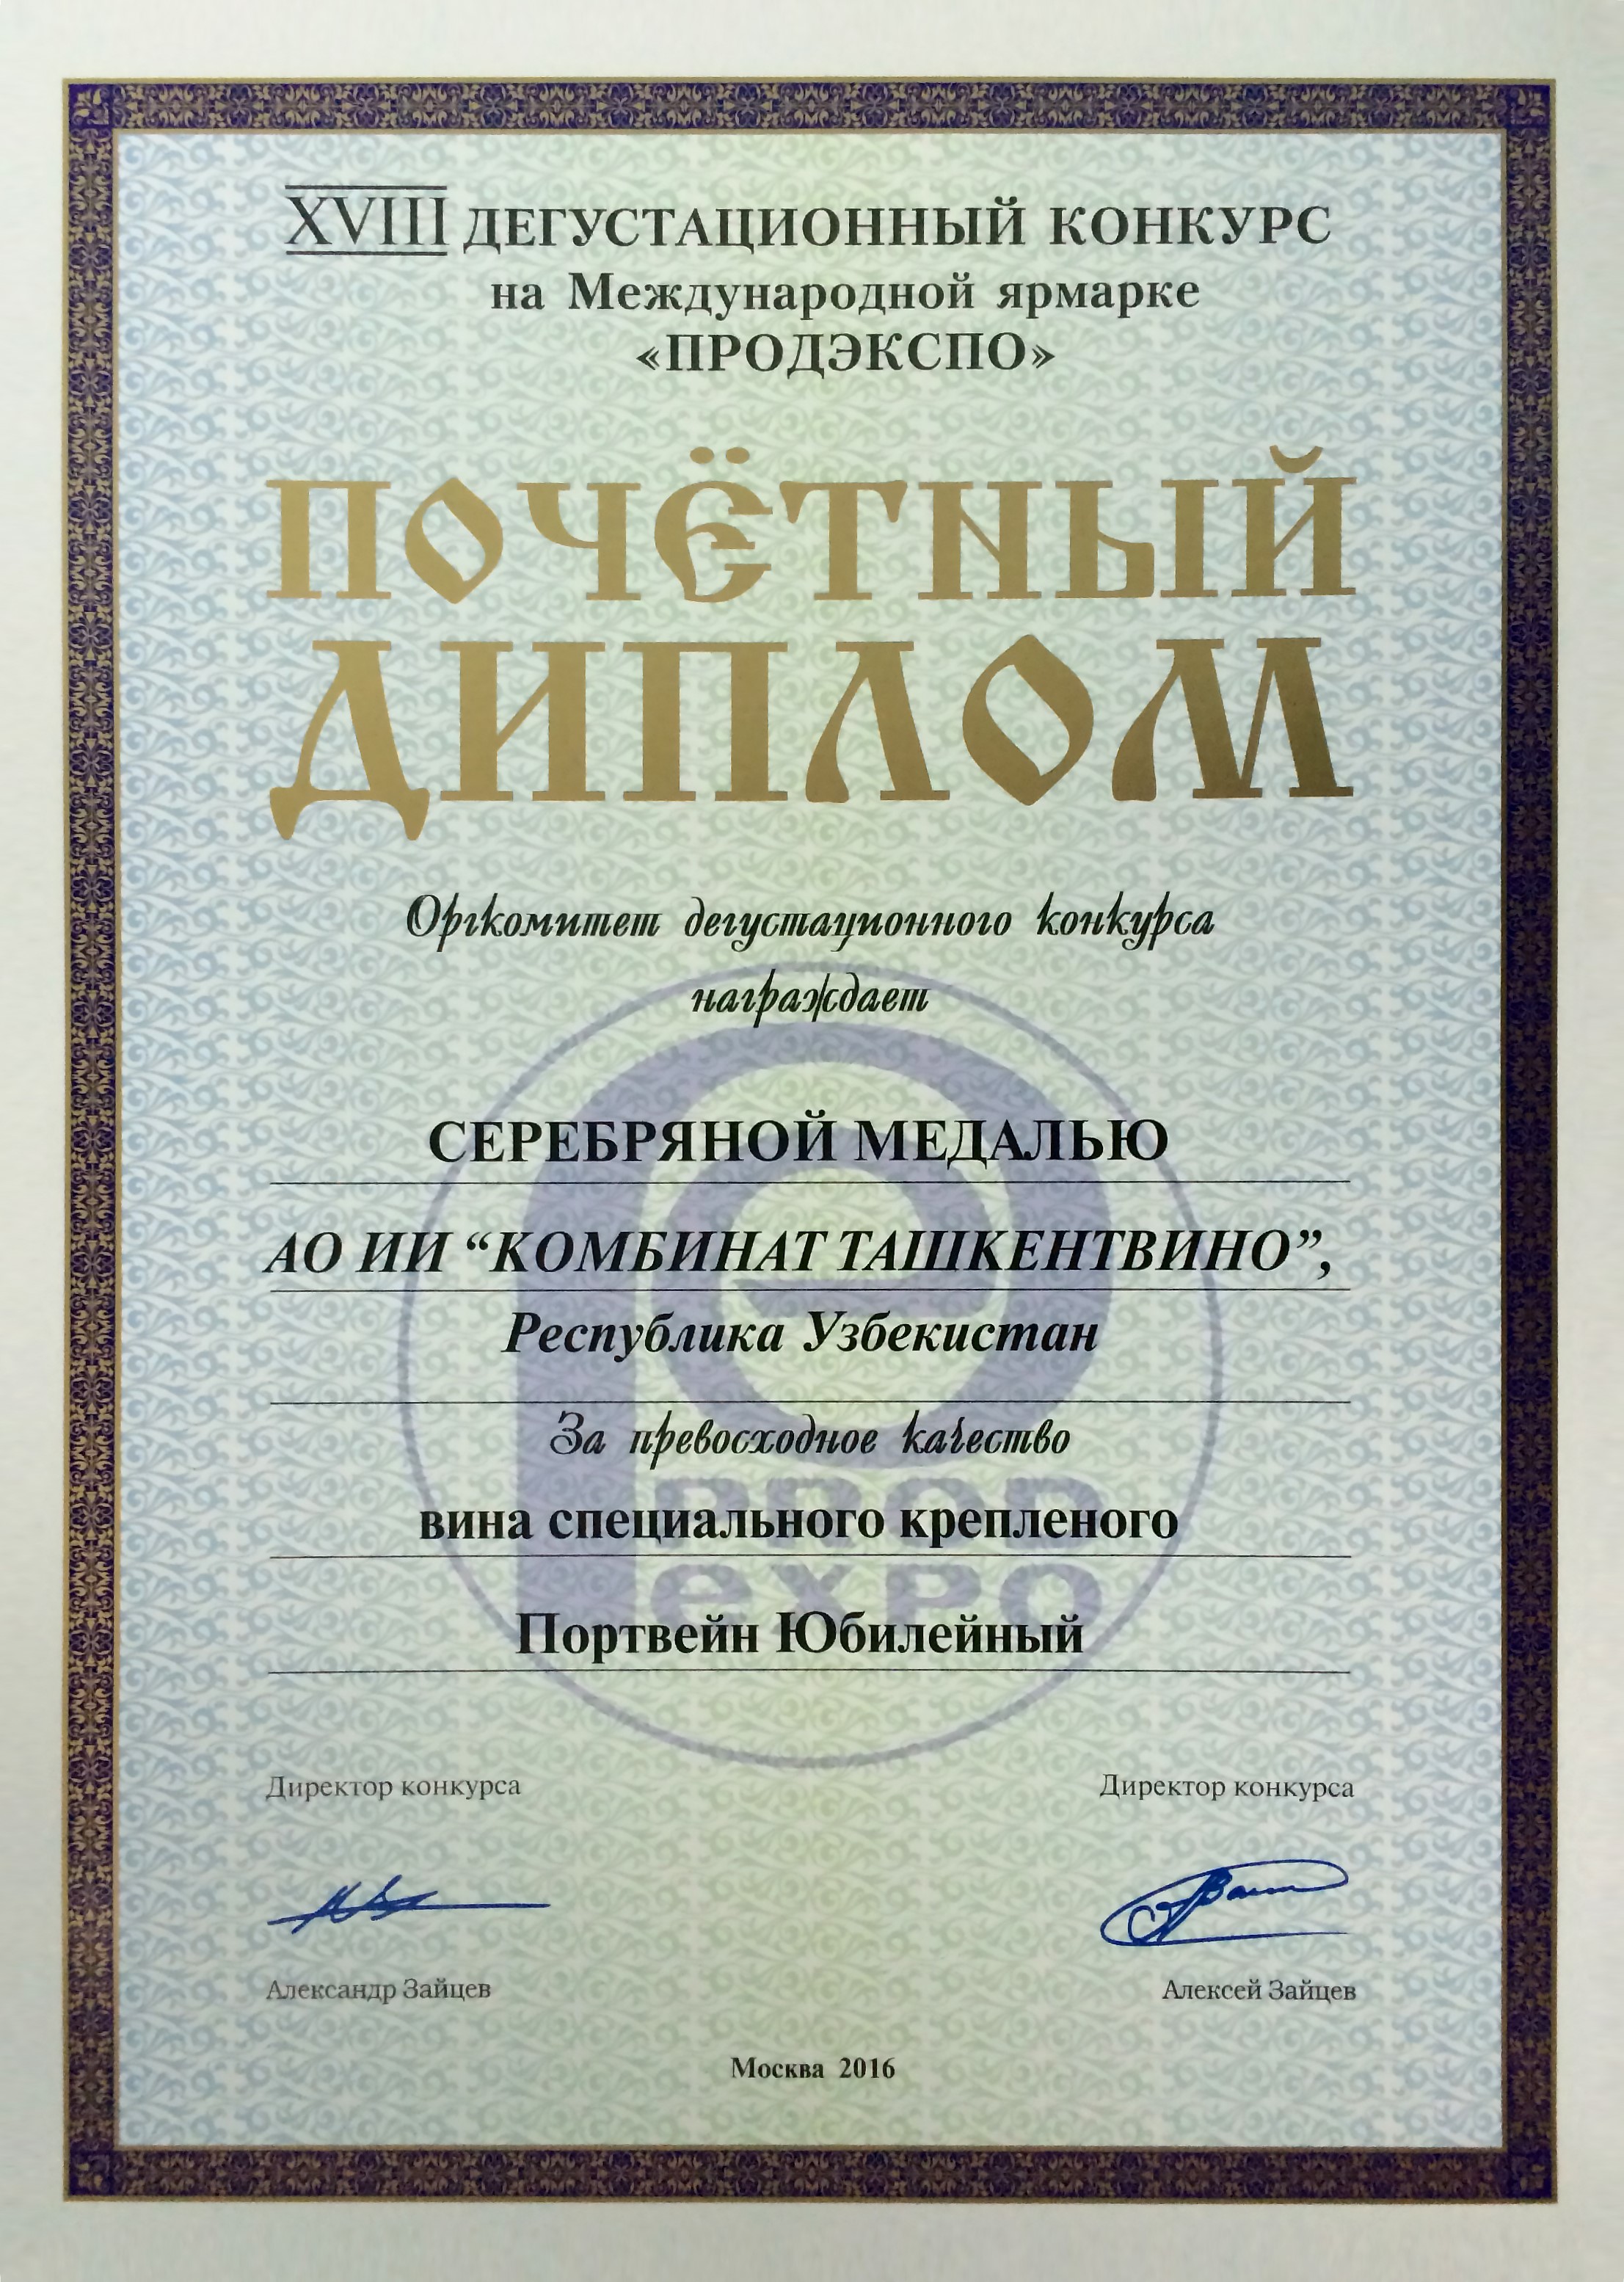 XVIII ДЕГУСТАЦИОННЫЙ КОНКУРС
на Международной ярмарке
«ПРОДЭКСПО»
ПОЧЁТНЫЙ
ДИПЛОМ
Оргкомитет дегустационного конкурса
награждает
СЕРЕБРЯНОЙ МЕДАЛЬЮ
АО ИИ “КОМБИНАТ ТАШКЕНТВИНО”,
Республика Узбекистан
За превосходное качество
PROD
вина специального крепленого
expo
Портвейн Юбилейный
Директор конкурса Директор конкурса
Александр Зайцев Алексей Зайцев
Москва 2016